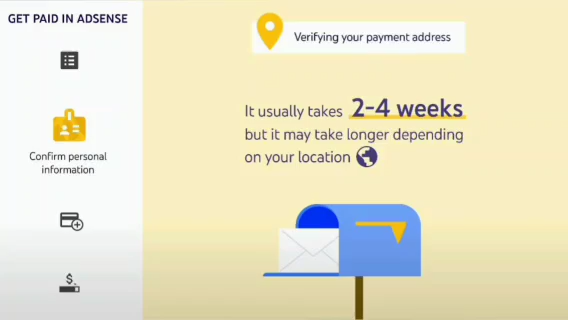 GET PAID IN ADSENSE
Confirm personal
information
Verifying your payment address
It usually takes 2-4 weeks
but it may take longer depending
on your location